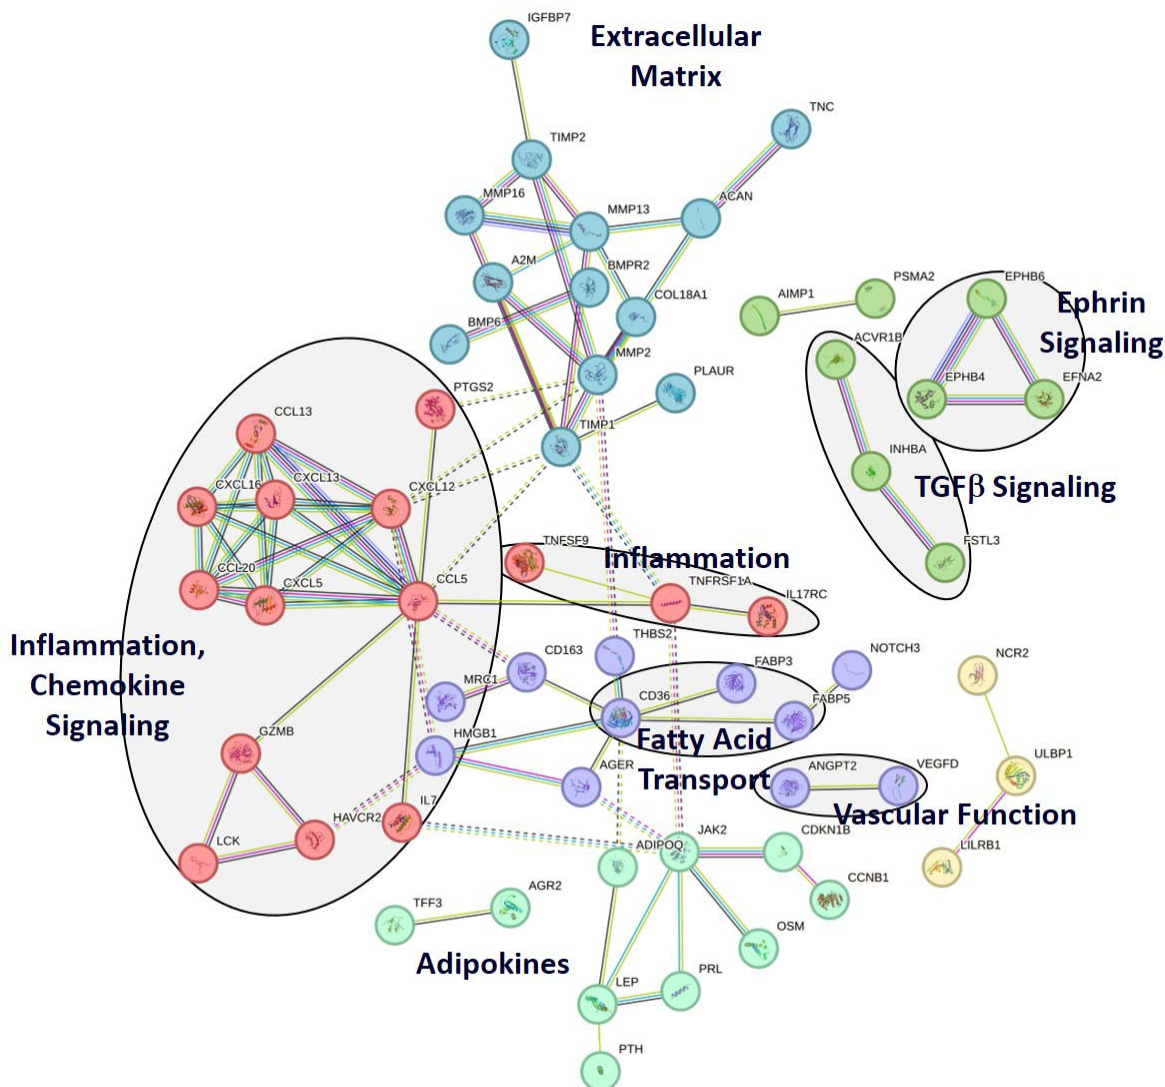 IGFBP7
Extracellular
Matrix
TNC
TIMP2
MMP16
ACAN
MMP13
A2M
BMPR2
PSMA2
EPHB6
AIMP1
COL18A1
Ephrin
Signaling
BMP6
ACVR1B
MMP2
PLAUR
EPHB4
EFNA2
PTGS2
CCL13
TIMP1
INHBA
CXCL16
CXCL13
CXCL12
TGFβ Signaling
TNFSF9
FSTL3
Inflammation
CCL20
CXCL5
CCL5
TNFRSF1A
IL17RC
Inflammation,
Chemokine
Signaling
THBS2
NOTCH3
CD163
FABP3
NCR2
MRC1
CD36
FABP5
GZMB
HMGB1
Fatty Acid
Transport
AGER
ANGPT2
VEGFD
ULBP1
Vascular Function
IL7
HAVCR2
LCK
JAK2
CDKN1B
ADIPOQ
LILRB1
CCNB1
AGR2
TFF3
OSM
Adipokines
LEP
PRL
PTH